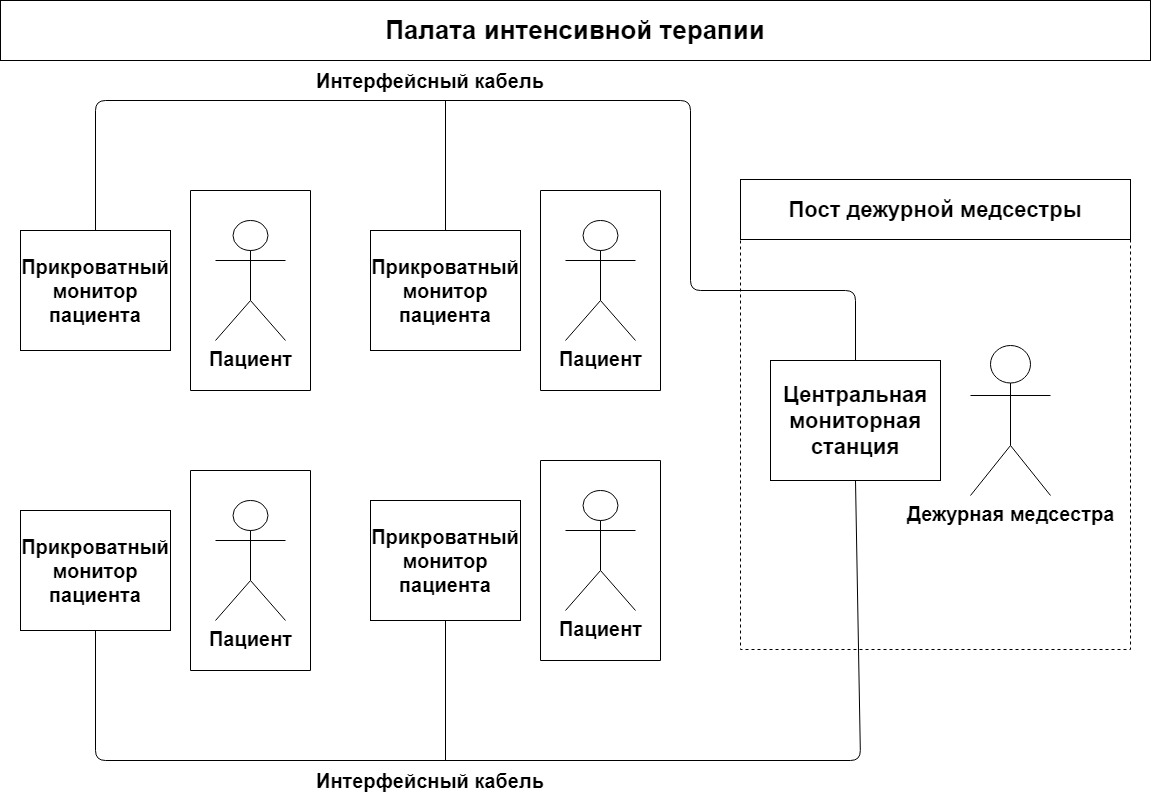 Палата интенсивной терапии
Интерфейсный кабель
Пост дежурной медсестры
Прикроватный
монитор
пациента
Пациент
Прикроватный
монитор
пациента
Пациент
Центральная
мониторная
станция
Дежурная медсестра
Прикроватный
монитор
пациента
Пациент
Прикроватный
монитор
пациента
Пациент
Интерфейсный кабель